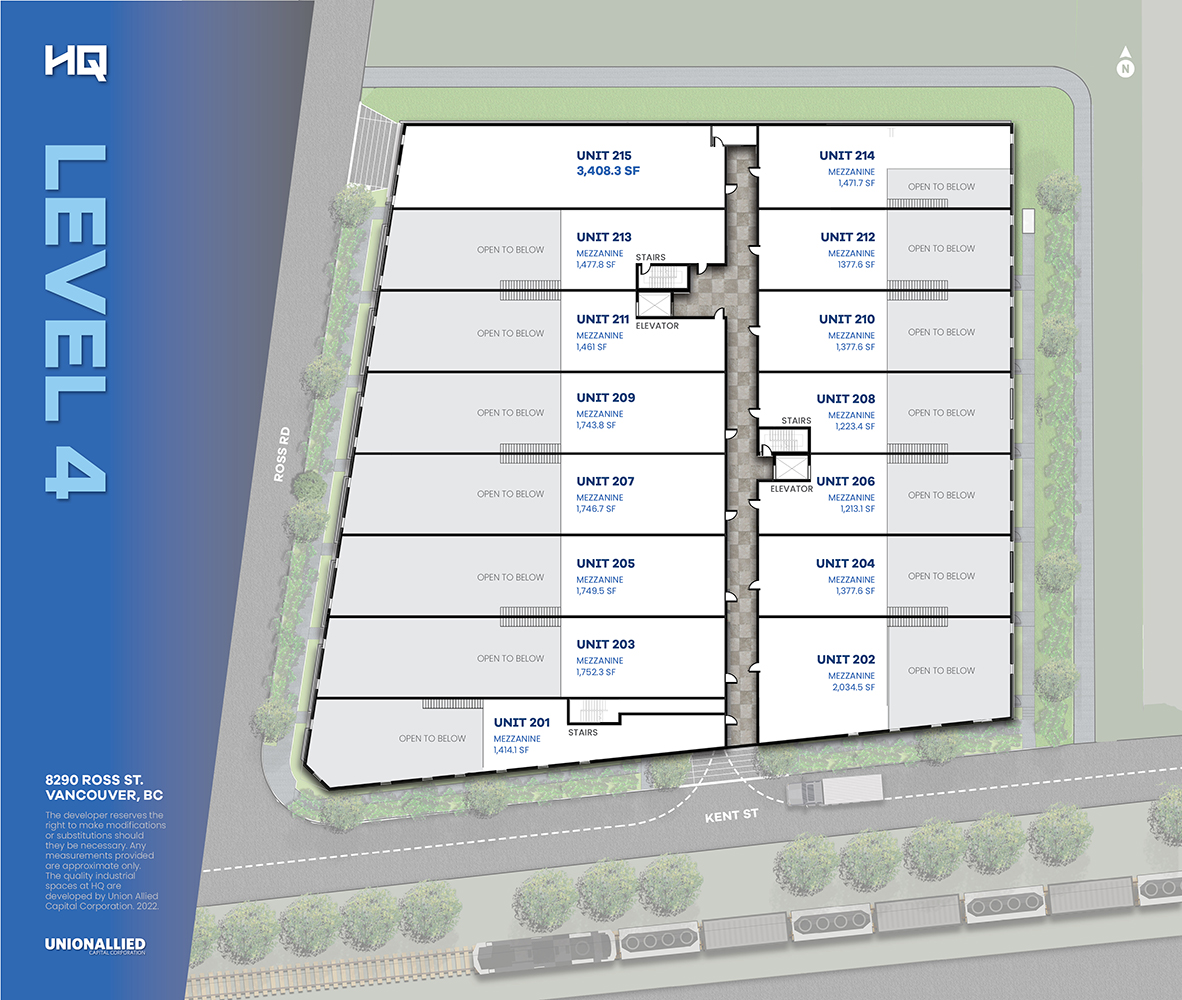 HQ
LEVEL 4
N
UNIT 215
3,408.3 SF
UNIT 214
MEZZANINE
1,471.7 SF
OPEN TO BELOW
OPEN TO BELOW
UNIT 213
MEZZANINE
1,477.8 SF
STAIRS
UNIT 212
MEZZANINE
1377.6 SF
OPEN TO BELOW
OPEN TO BELOW
UNIT 211
MEZZANINE
1,461 SF
ELEVATOR
UNIT 210
MEZZANINE
1,377.6 SF
OPEN TO BELOW
OPEN TO BELOW
UNIT 209
MEZZANINE
1,743.8 SF
STAIRS
UNIT 208
MEZZANINE
1,223.4 SF
OPEN TO BELOW
ROSS RD
OPEN TO BELOW
UNIT 207
MEZZANINE
1,746.7 SF
ELEVATOR
UNIT 206
MEZZANINE
1,213.1 SF
OPEN TO BELOW
OPEN TO BELOW
UNIT 205
MEZZANINE
1,749.5 SF
UNIT 204
MEZZANINE
1,377.6 SF
OPEN TO BELOW
OPEN TO BELOW
UNIT 203
MEZZANINE
1,752.3 SF
UNIT 202
MEZZANINE
2,034.5 SF
OPEN TO BELOW
OPEN TO BELOW
UNIT 201
MEZZANINE
1,414.1 SF
STAIRS
KENT ST
8290 ROSS ST.
VANCOUVER, BC
The developer reserves the
right to make modifications
or substitutions should
they be necessary. Any
measurements provided
are approximate only.
The quality industrial
spaces at HQ are
developed by Union Allied
Capital Corporation. 2022.
UNIONALLIED
CAPITAL CORPORATION